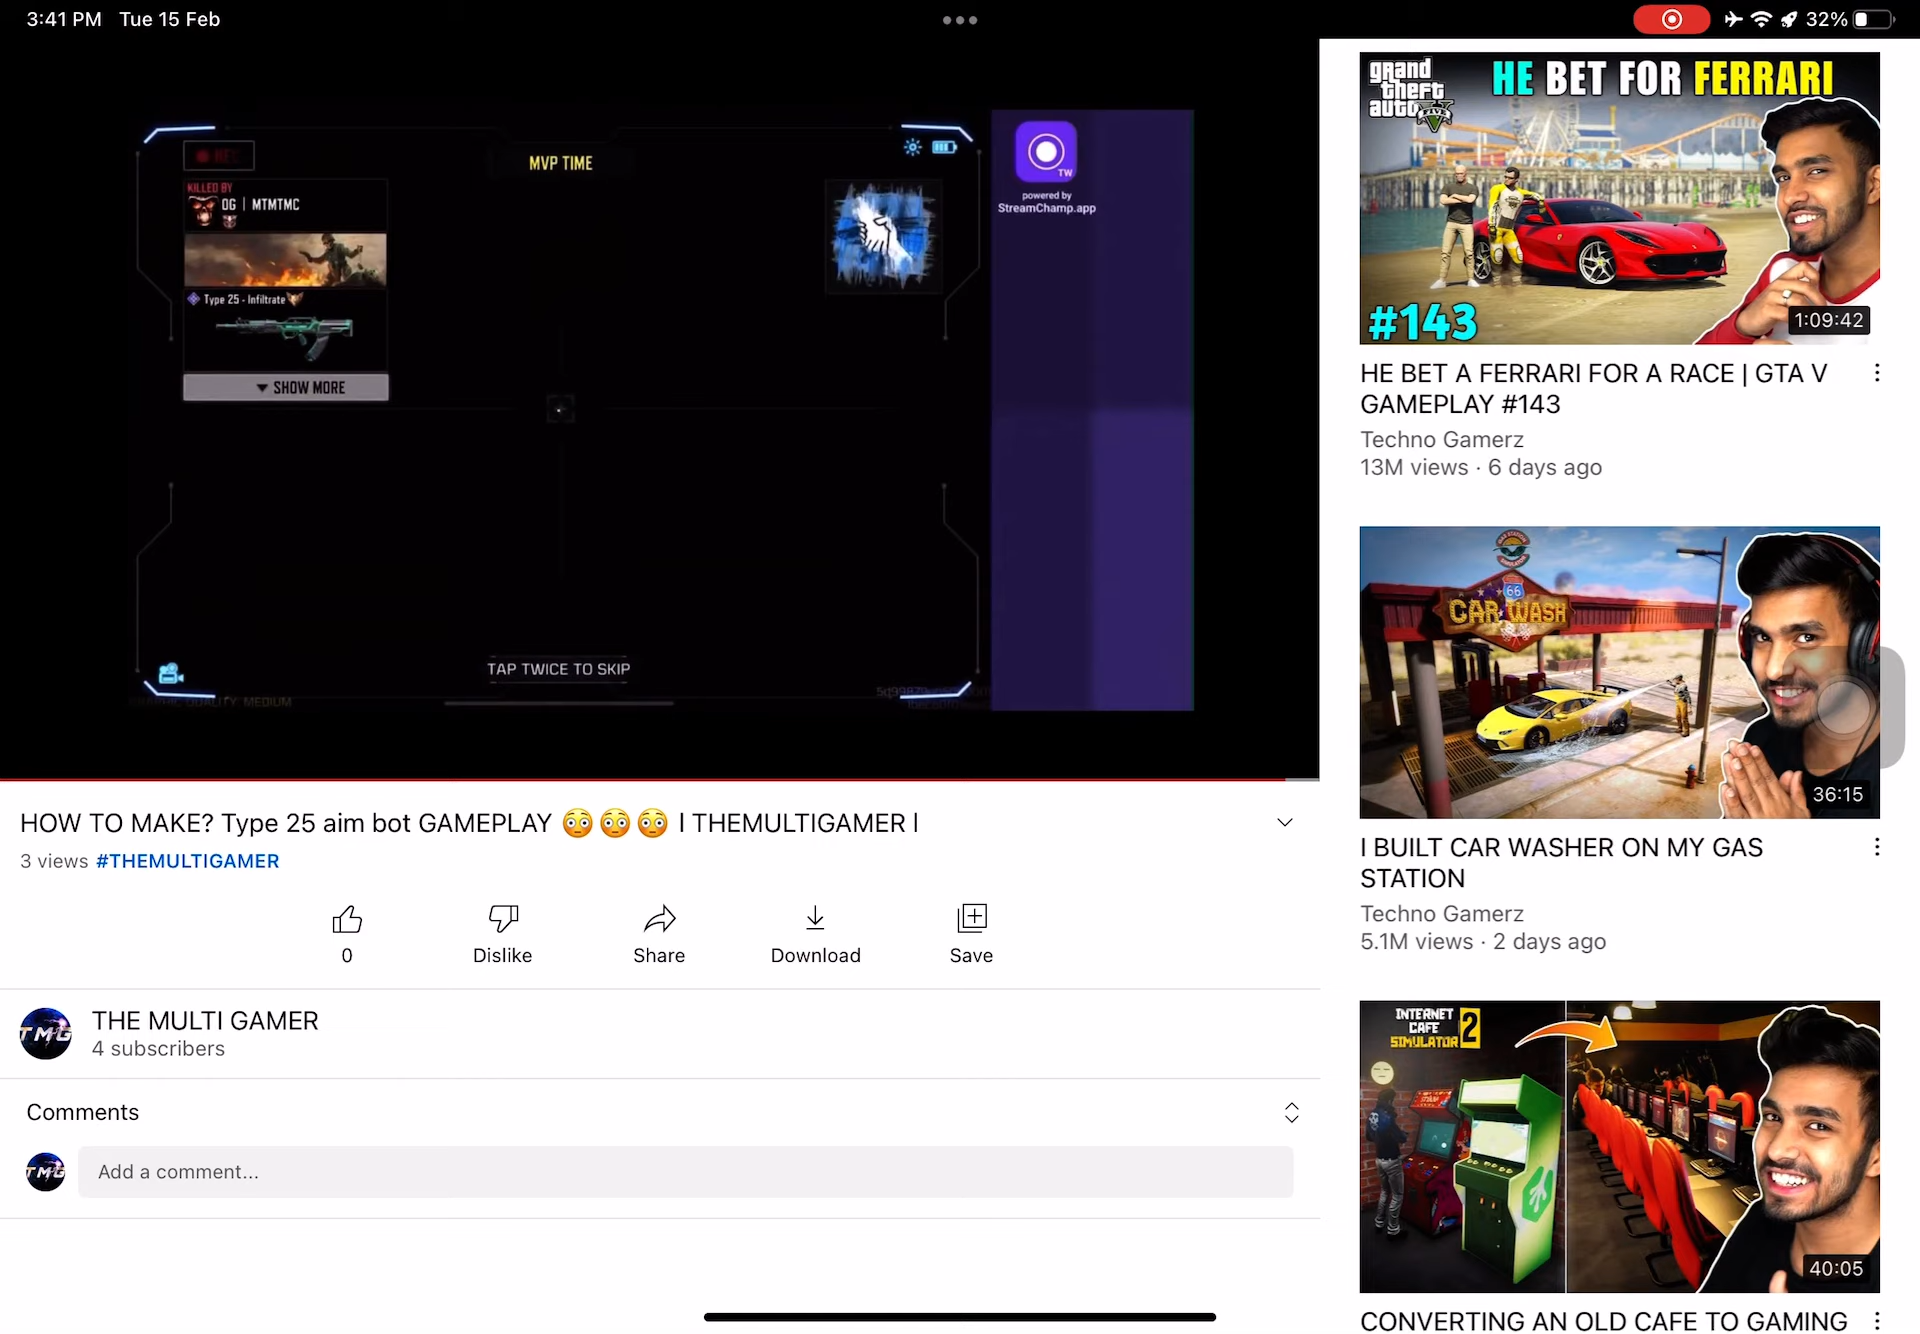 3:41 PM Tue 15 Feb
32%
MVP TIME
KILLED BY
OG | MTMTMC
Type 25 - Infiltrate
SHOW MORE
TAP TWICE TO SKIP
TW
powered by
StreamChamp.app
HOW TO MAKE? Type 25 aim bot GAMEPLAY 😳😳😳 l THEMULTIGAMER l
3 views #THEMULTIGAMER
0
Dislike
Share
Download
Save
TMG
THE MULTI GAMER
4 subscribers
Comments
TMG
Add a comment...
grand
theft
auto
FIVE
HE BET FOR FERRARI
#143
1:09:42
HE BET A FERRARI FOR A RACE | GTA V
GAMEPLAY #143
Techno Gamerz
13M views · 6 days ago
66
CAR WASH
36:15
I BUILT CAR WASHER ON MY GAS
STATION
Techno Gamerz
5.1M views · 2 days ago
INTERNET
CAFE
SIMULATOR 2
40:05
CONVERTING AN OLD CAFE TO GAMING